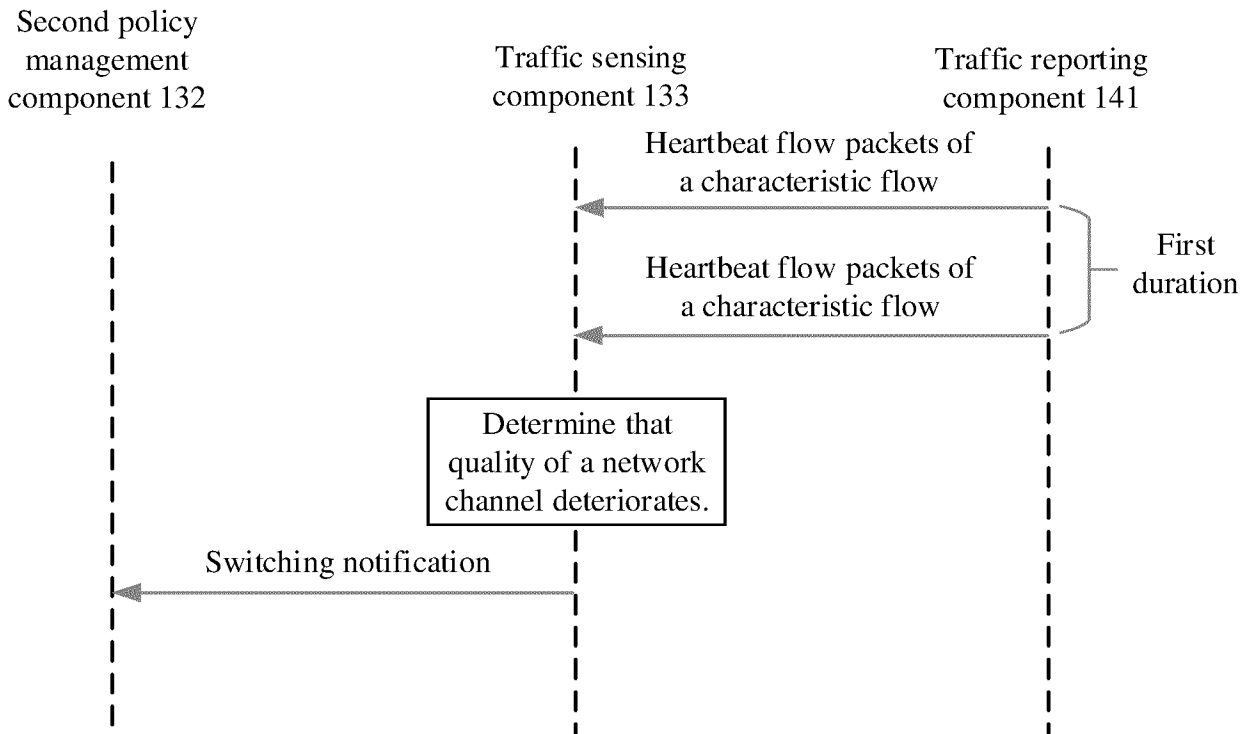 Second policy
management
component 132
Traffic sensing
component 133
Traffic reporting
component 141
Heartbeat flow packets of
a characteristic flow
First
duration
Heartbeat flow packets of
a characteristic flow
Determine that
quality of a network
channel deteriorates.
Switching notification